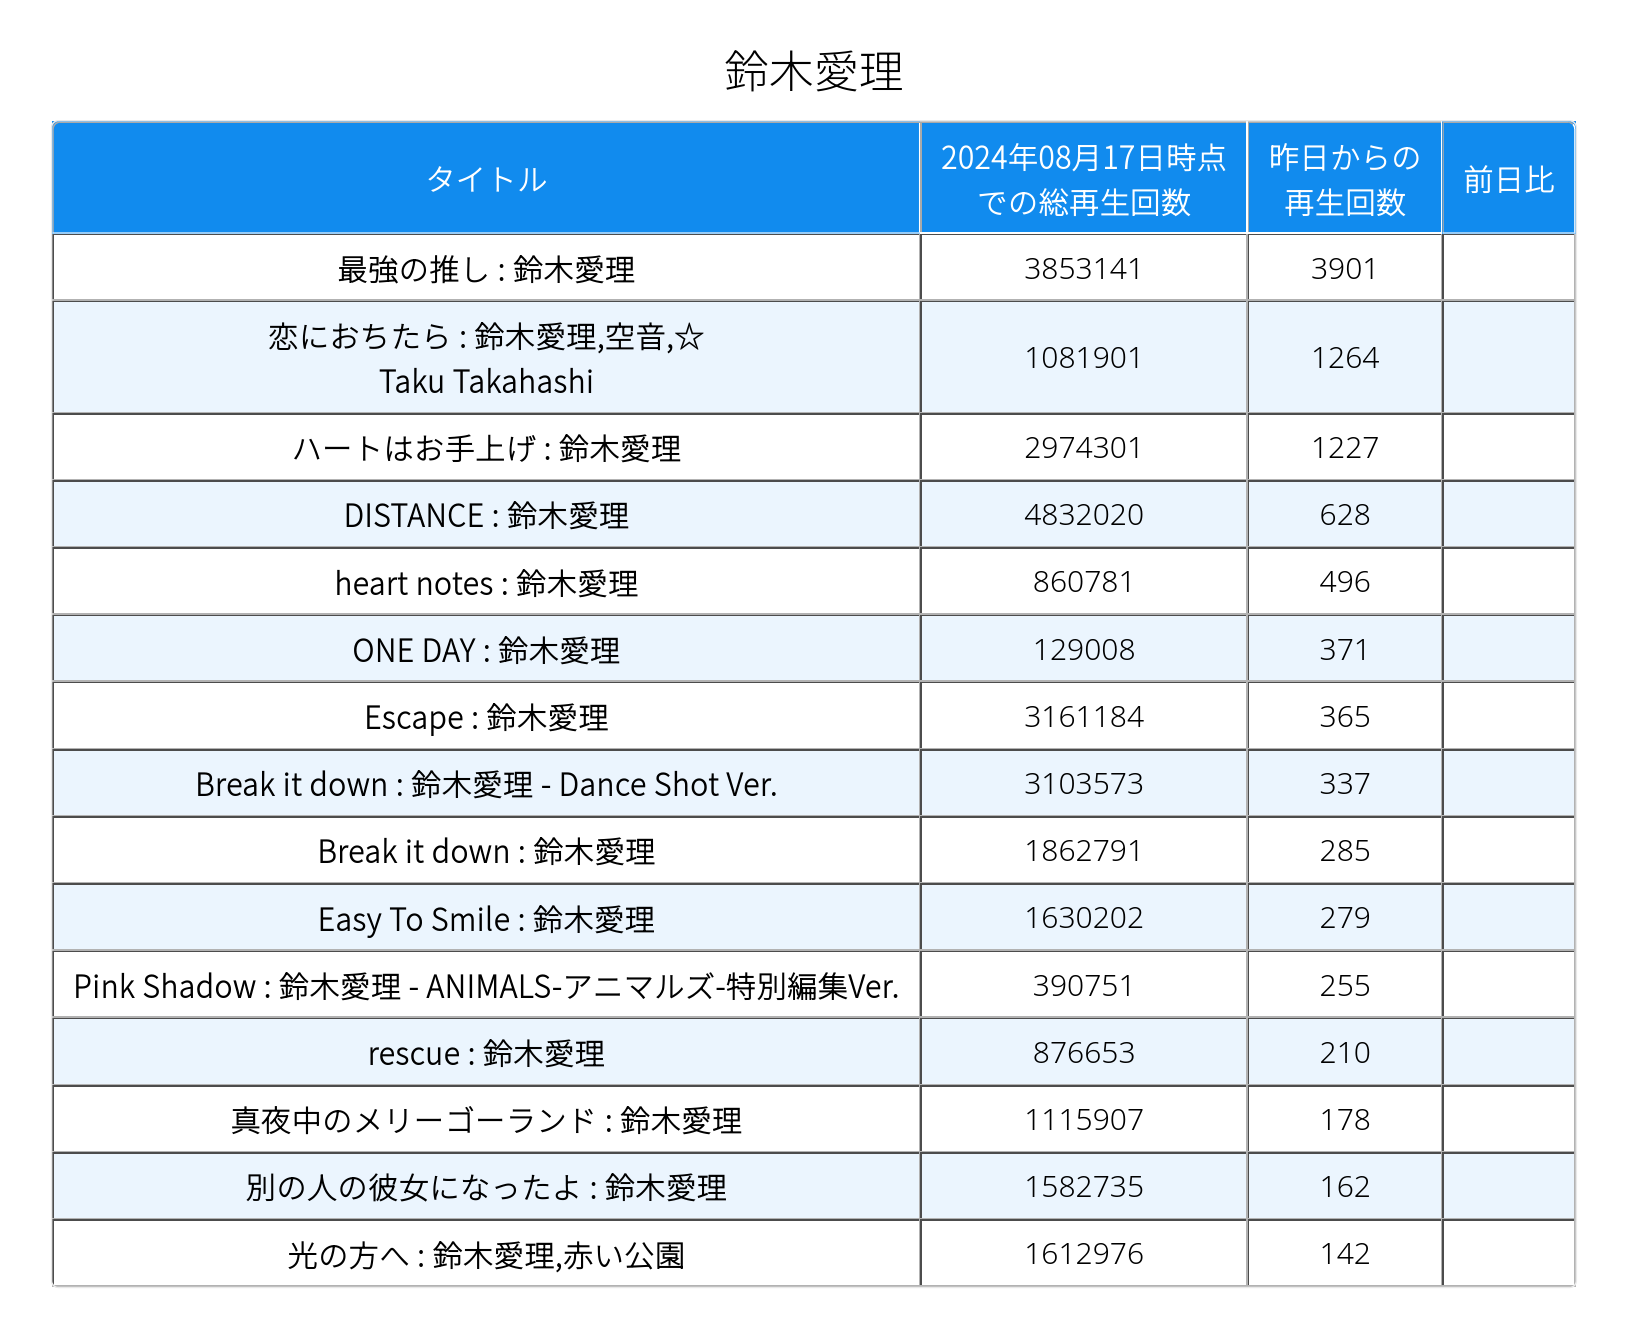 鈴木愛理
タイトル 2024年08月17日時点での総再生回数 昨日からの再生回数 前日比
最強の推し : 鈴木愛理 3853141 3901
恋におちたら : 鈴木愛理,空音,☆
Taku Takahashi 1081901 1264
ハートはお手上げ : 鈴木愛理 2974301 1227
DISTANCE : 鈴木愛理 4832020 628
heart notes : 鈴木愛理 860781 496
ONE DAY : 鈴木愛理 129008 371
Escape : 鈴木愛理 3161184 365
Break it down : 鈴木愛理 - Dance Shot Ver. 3103573 337
Break it down : 鈴木愛理 1862791 285
Easy To Smile : 鈴木愛理 1630202 279
Pink Shadow : 鈴木愛理 - ANIMALS-アニマルズ-特別編集Ver. 390751 255
rescue : 鈴木愛理 876653 210
真夜中のメリーゴーランド : 鈴木愛理 1115907 178
別の人の彼女になったよ : 鈴木愛理 1582735 162
光の方へ : 鈴木愛理,赤い公園 1612976 142